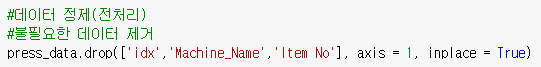 #데이터 정제(전처리)
#불필요한 데이터 제거
press_data.drop(['idx','Machine_Name','Item No'], axis = 1, inplace = True)